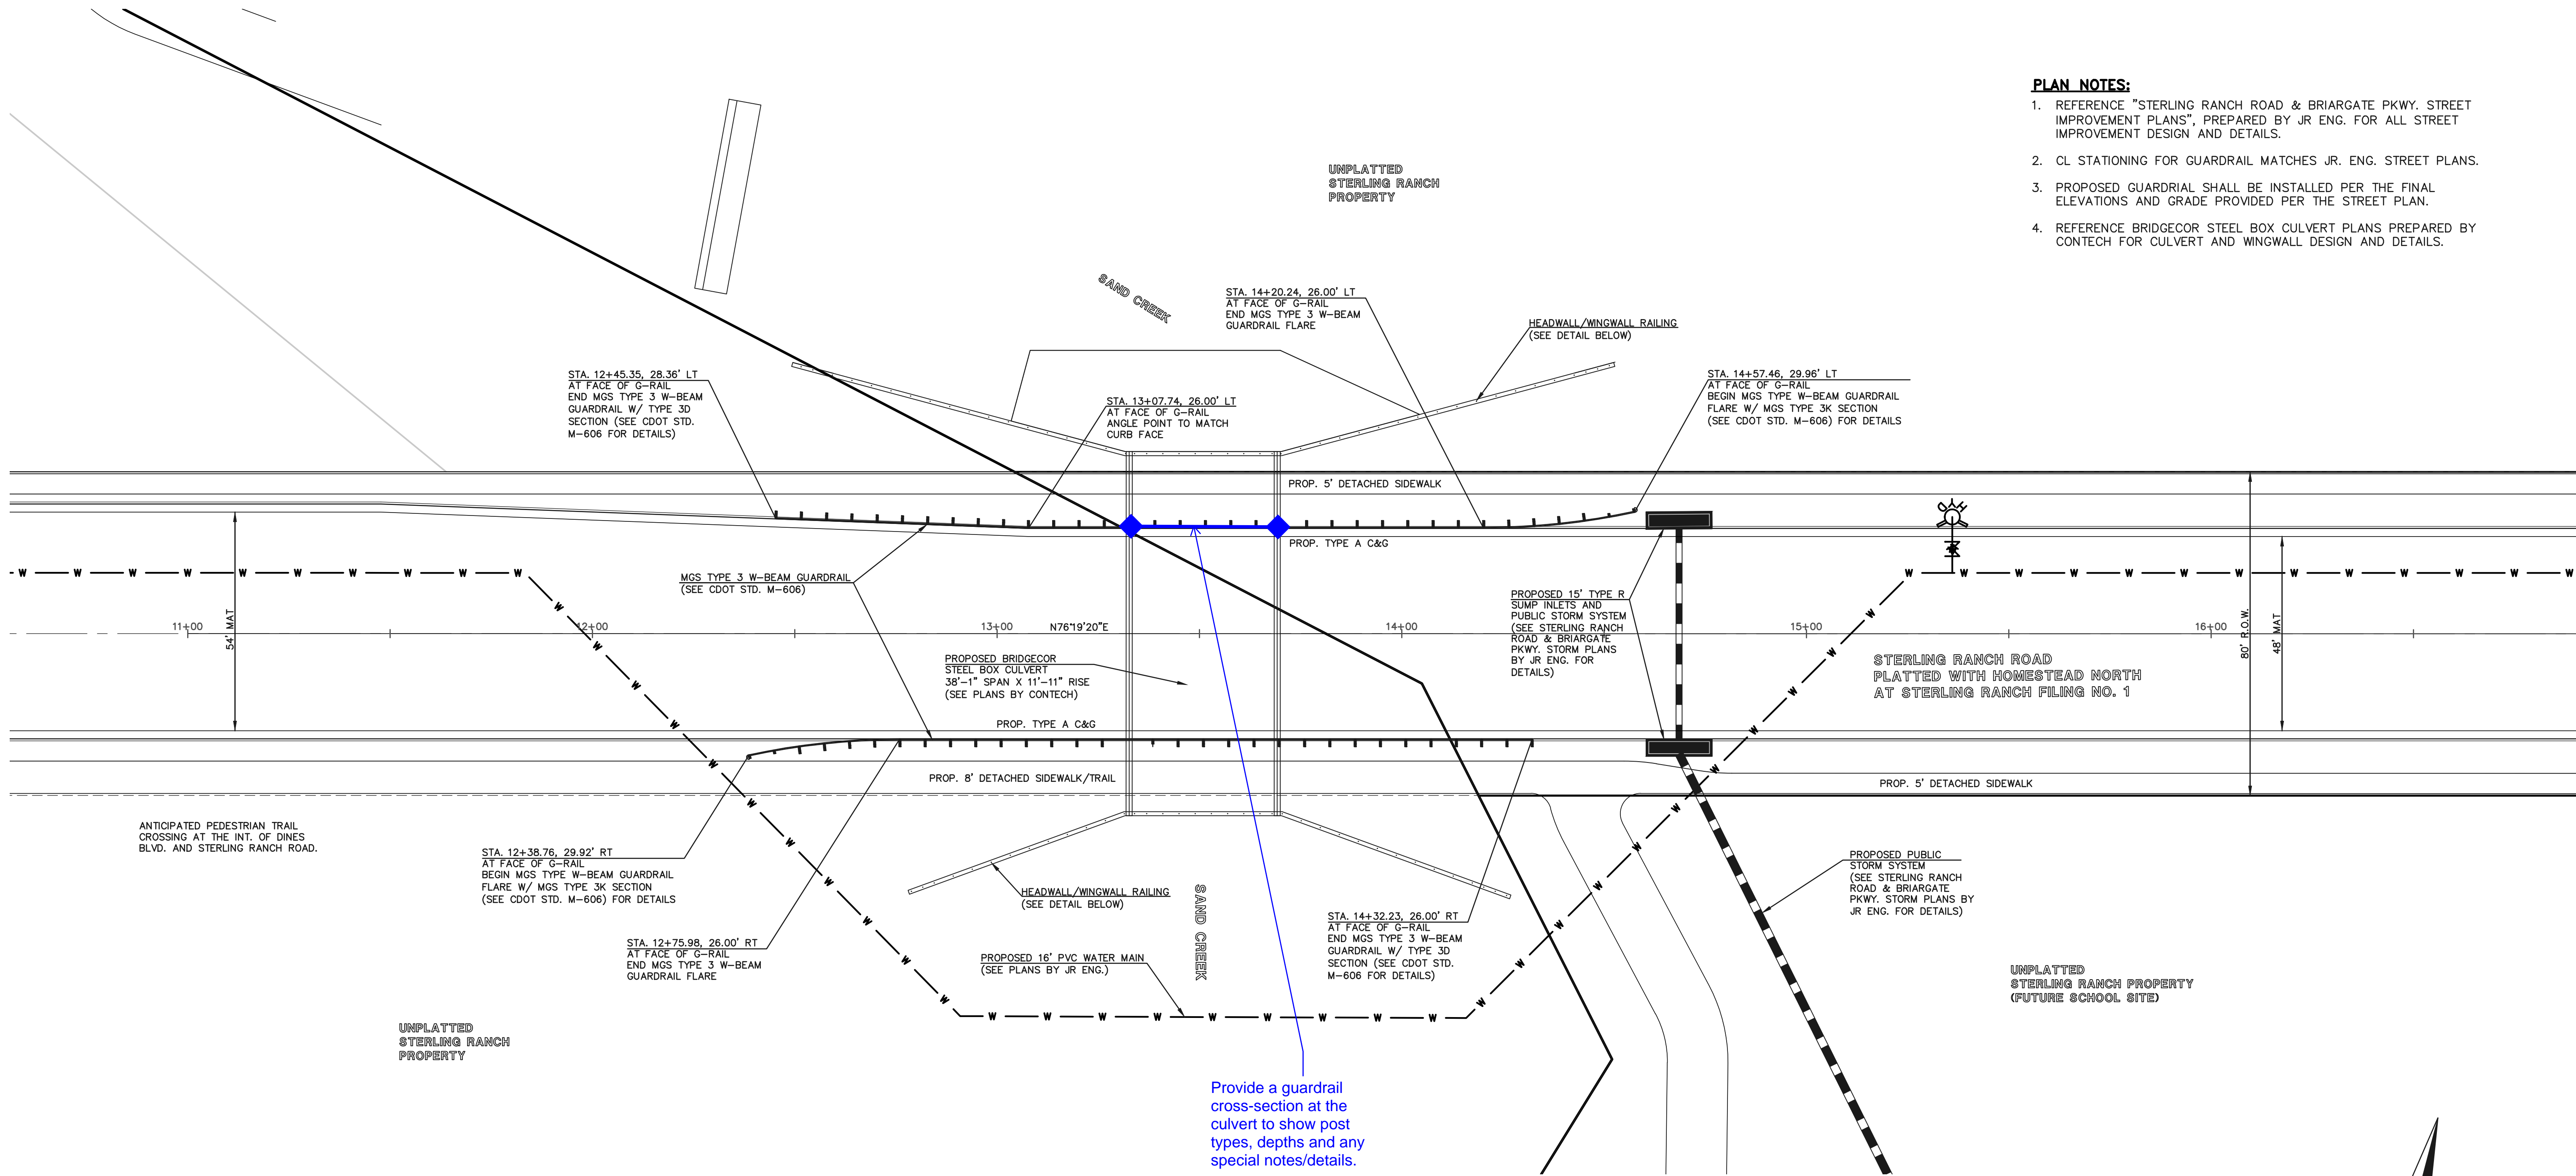 PLAN NOTES:
1. REFERENCE "STERLING RANCH ROAD & BRIARGATE PKWY. STREET
IMPROVEMENT PLANS", PREPARED BY JR ENG. FOR ALL STREET
IMPROVEMENT DESIGN AND DETAILS.
2. CL STATIONING FOR GUARDRAIL MATCHES JR. ENG. STREET PLANS.
3. PROPOSED GUARDRIAL SHALL BE INSTALLED PER THE FINAL
ELEVATIONS AND GRADE PROVIDED PER THE STREET PLAN.
4. REFERENCE BRIDGECOR STEEL BOX CULVERT PLANS PREPARED BY
CONTECH FOR CULVERT AND WINGWALL DESIGN AND DETAILS.
UNPLATTED
STERLING RANCH
PROPERTY
SAND CREEK
STA. 14+20.24, 26.00' LT
AT FACE OF G-RAIL
END MGS TYPE 3 W-BEAM
GUARDRAIL FLARE
HEADWALL/WINGWALL RAILING
(SEE DETAIL BELOW)
STA. 12+45.35, 28.36' LT
AT FACE OF G-RAIL
END MGS TYPE 3 W-BEAM
GUARDRAIL W/ TYPE 3D
SECTION (SEE CDOT STD.
M-606 FOR DETAILS)
STA. 13+07.74, 26.00' LT
AT FACE OF G-RAIL
ANGLE POINT TO MATCH
CURB FACE
STA. 14+57.46, 29.96' LT
AT FACE OF G-RAIL
BEGIN MGS TYPE W-BEAM GUARDRAIL
FLARE W/ MGS TYPE 3K SECTION
(SEE CDOT STD. M-606) FOR DETAILS
PROP. 5' DETACHED SIDEWALK
PROP. TYPE A C&G
W W W W W W W W W W
W W W W W W W W W W W W W
MGS TYPE 3 W-BEAM GUARDRAIL
(SEE CDOT STD. M-606)
PROPOSED 15' TYPE R
SUMP INLETS AND
PUBLIC STORM SYSTEM
(SEE STERLING RANCH
ROAD & BRIARGATE
PKWY. STORM PLANS
BY JR ENG. FOR
DETAILS)
11+00
54' MAT
12+00
13+00
N76°19'20"E
14+00
15+00
16+00
80' R.O.W.
48' MAT
PROPOSED BRIDGECOR
STEEL BOX CULVERT
38'-1" SPAN X 11'-11" RISE
(SEE PLANS BY CONTECH)
STERLING RANCH ROAD
PLATTED WITH HOMESTEAD NORTH
AT STERLING RANCH FILING NO. 1
PROP. TYPE A C&G
PROP. 8' DETACHED SIDEWALK/TRAIL
PROP. 5' DETACHED SIDEWALK
ANTICIPATED PEDESTRIAN TRAIL
CROSSING AT THE INT. OF DINES
BLVD. AND STERLING RANCH ROAD.
STA. 12+38.76, 29.92' RT
AT FACE OF G-RAIL
BEGIN MGS TYPE W-BEAM GUARDRAIL
FLARE W/ MGS TYPE 3K SECTION
(SEE CDOT STD. M-606) FOR DETAILS
HEADWALL/WINGWALL RAILING
(SEE DETAIL BELOW)
SAND CREEK
PROPOSED PUBLIC
STORM SYSTEM
(SEE STERLING RANCH
ROAD & BRIARGATE
PKWY. STORM PLANS BY
JR ENG. FOR DETAILS)
STA. 12+75.98, 26.00' RT
AT FACE OF G-RAIL
END MGS TYPE 3 W-BEAM
GUARDRAIL FLARE
PROPOSED 16' PVC WATER MAIN
(SEE PLANS BY JR ENG.)
STA. 14+32.23, 26.00' RT
AT FACE OF G-RAIL
END MGS TYPE 3 W-BEAM
GUARDRAIL W/ TYPE 3D
SECTION (SEE CDOT STD.
M-606 FOR DETAILS)
W W W W W W W W W
UNPLATTED
STERLING RANCH PROPERTY
(FUTURE SCHOOL SITE)
UNPLATTED
STERLING RANCH
PROPERTY
Provide a guardrail
cross-section at the
culvert to show post
types, depths and any
special notes/details.